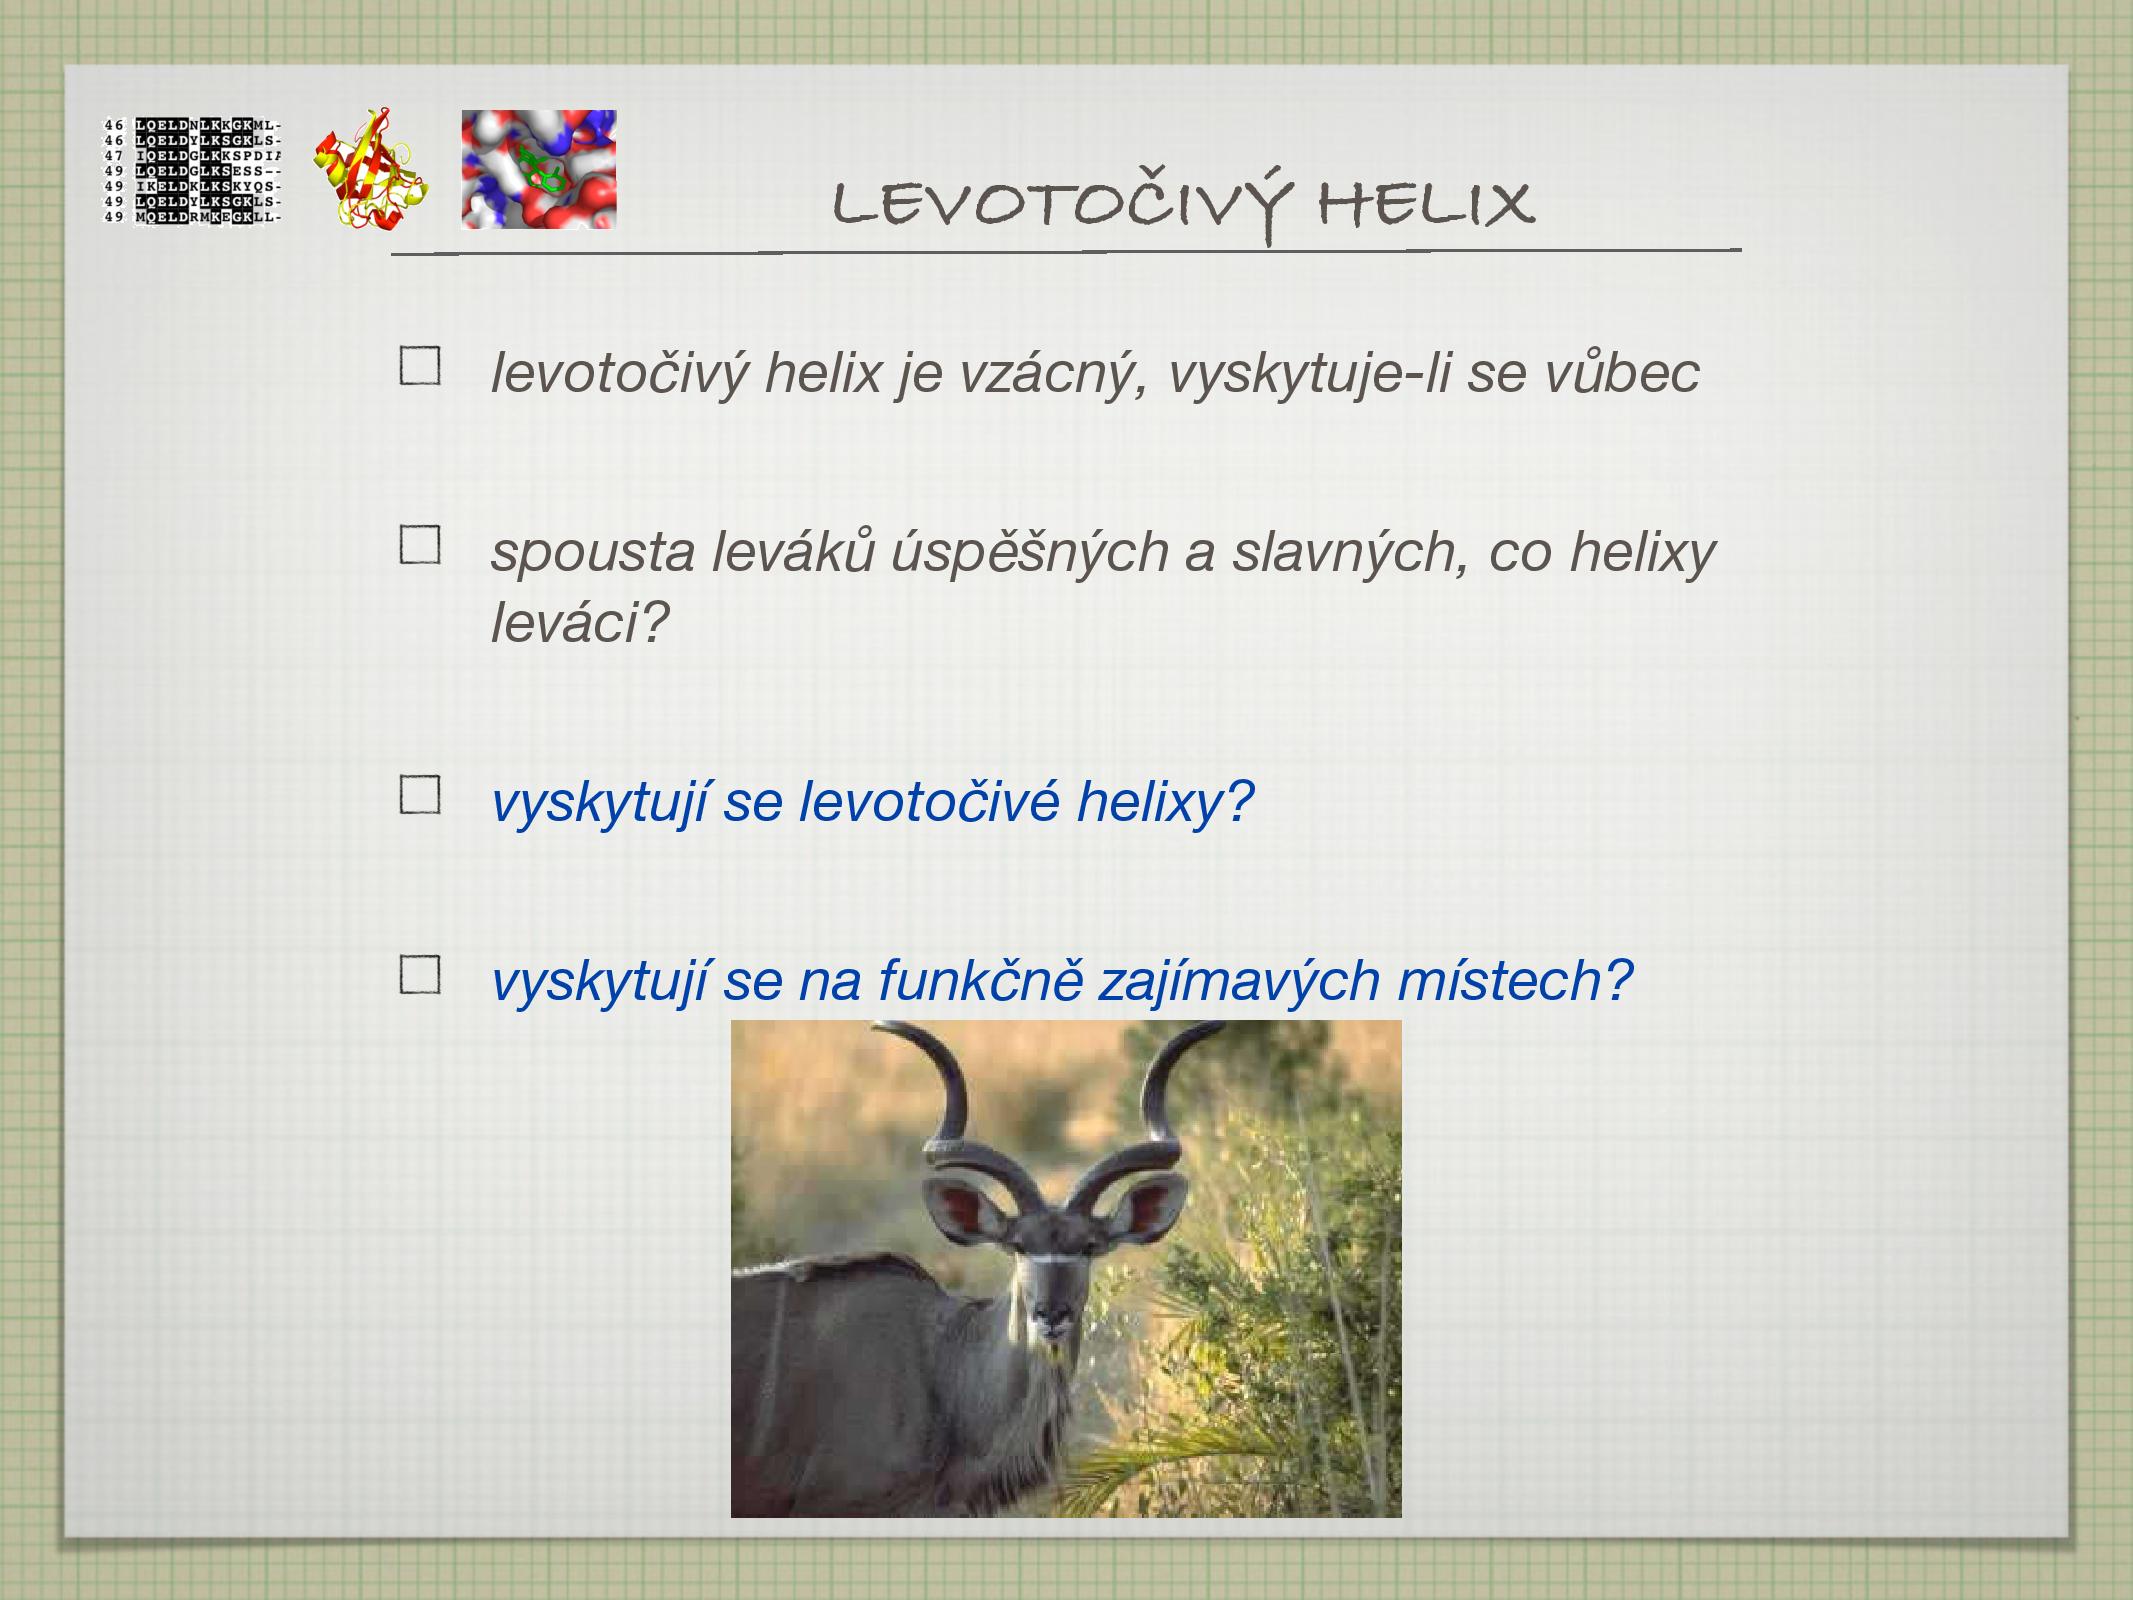 46 LQELDNLKKGKML-
46 LQELDYLKSGKLS-
47 IQELDGLKKSPDIA
49 LQELDGLKSESS--
49 IKELDKLKSKYQS-
49 LQELDYLKSGKLS-
49 MQELDRMKEGKLL-
LEVOTOČIVÝ HELIX
levotočivý helix je vzácný, vyskytuje-li se vůbec
spousta leváků úspěšných a slavných, co helixy
leváci?
vyskytují se levotočivé helixy?
vyskytují se na funkčně zajímavých místech?